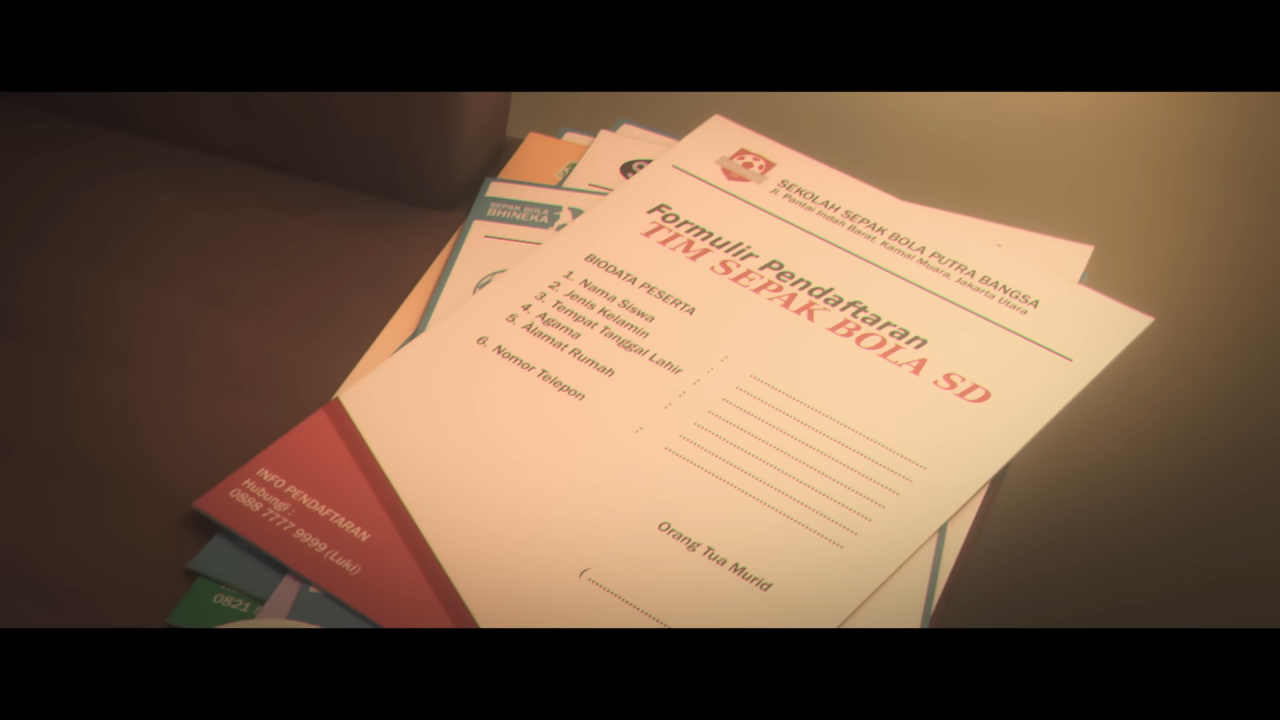 SEKOLAH SEPAK BOLA PUTRA BANGSA
Jl. Pantai Indah Barat, Kamal Muara, Jakarta Utara
Formulir Pendaftaran
TIM SEPAK BOLA SD
BIODATA PESERTA
1. Nama Siswa
2. Jenis Kelamin
3. Tempat Tanggal Lahir
4. Agama
5. Alamat Rumah
6. Nomor Telepon
Orang Tua Murid
INFO PENDAFTARAN
Hubungi :
0888 7777 9999 (Luki)
SEPAK BOLA
BHINEKA
0821